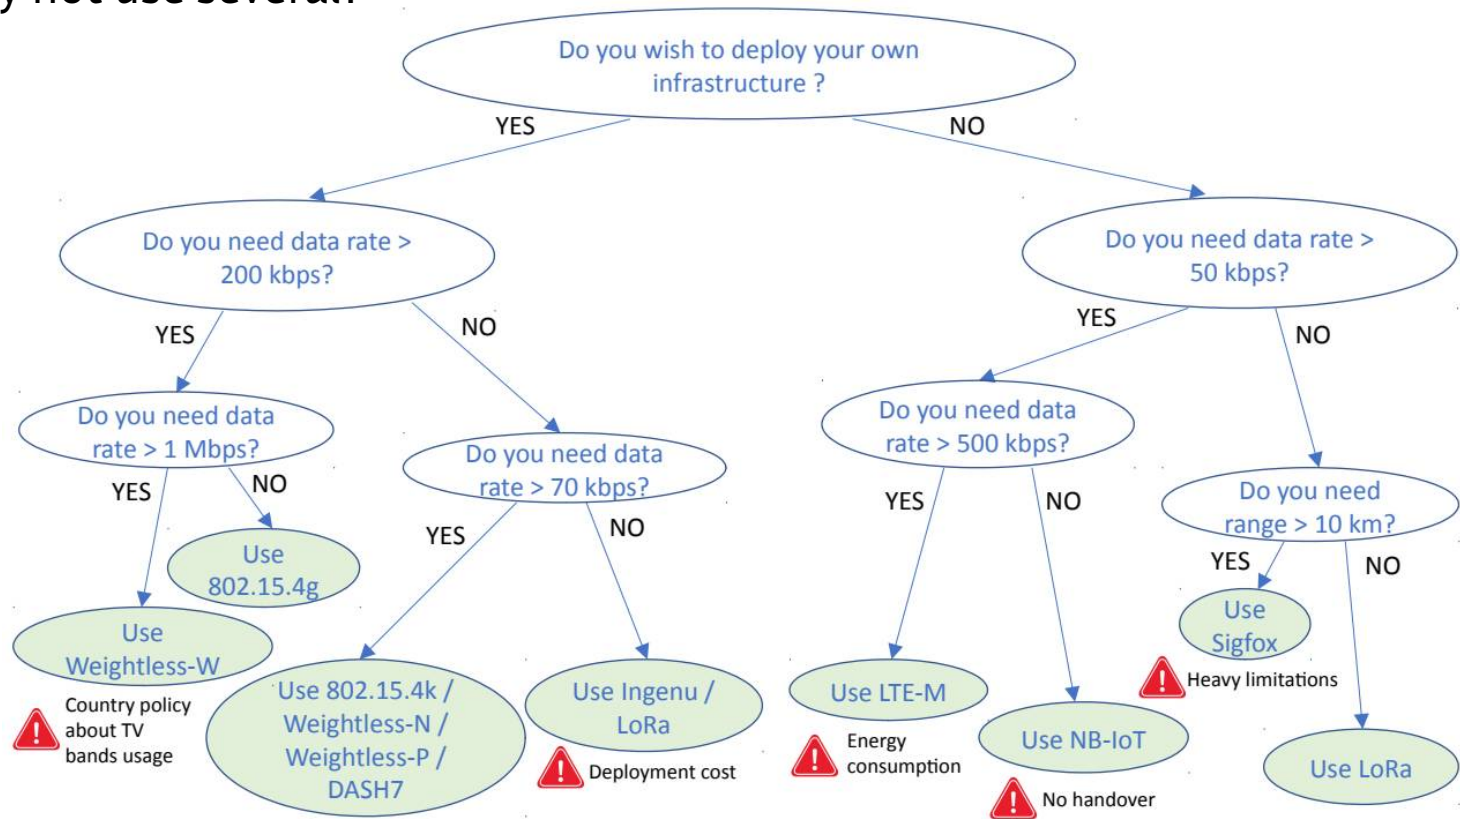 y not use several?
Do you wish to deploy your own
infrastructure ?
YES
NO
Do you need data rate >
200 kbps?
Do you need data rate >
50 kbps?
YES
NO
YES
NO
Do you need data
rate > 1 Mbps?
Do you need data
rate > 70 kbps?
Do you need data
rate > 500 kbps?
Do you need
range > 10 km?
YES
NO
YES
NO
YES
NO
YES
NO
Use
802.15.4g
Use
Weightless-W
Country policy
about TV
bands usage
Use 802.15.4k /
Weightless-N /
Weightless-P /
DASH7
Use Ingenu /
LoRa
Deployment cost
Use LTE-M
Energy
consumption
Use NB-IoT
No handover
Use
Sigfox
Heavy limitations
Use LoRa